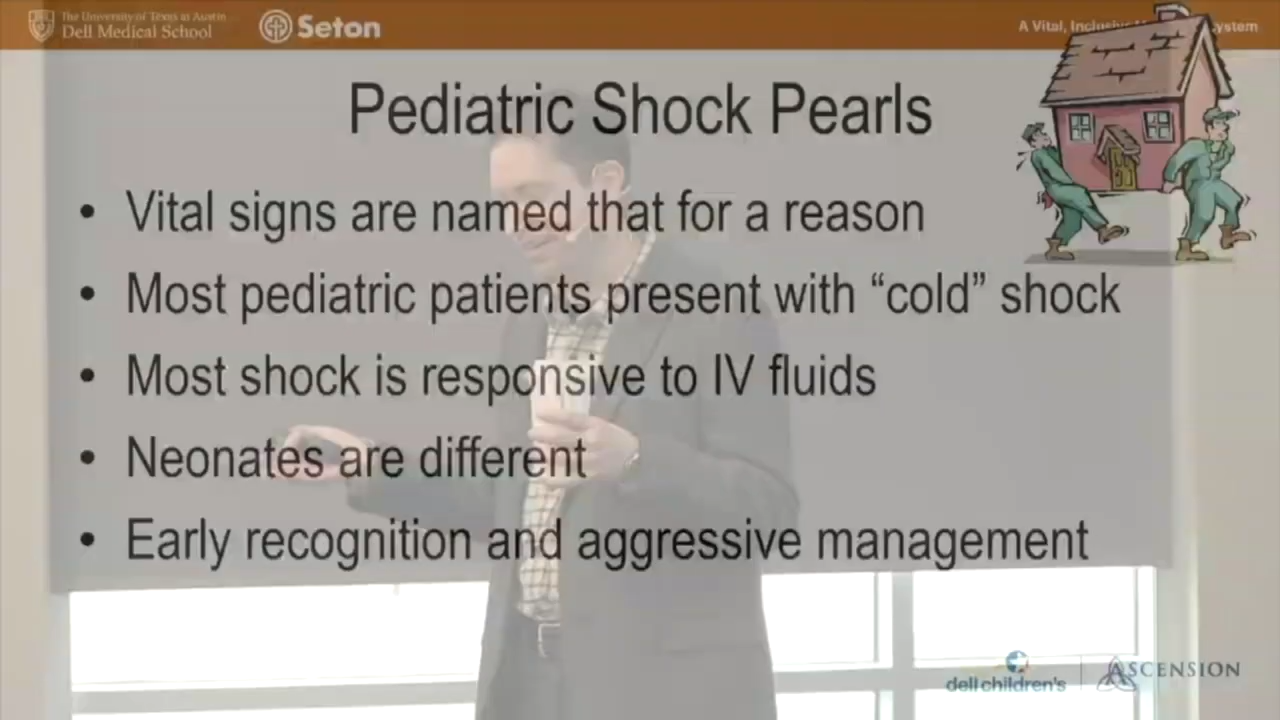 The University of Texas at Austin
Dell Medical School
Seton
A Vital, Inclusive
Pediatric Shock Pearls
• Vital signs are named that for a reason
• Most pediatric patients present with “cold” shock
• Most shock is responsive to IV fluids
• Neonates are different
• Early recognition and aggressive management
dell children's
ASCENSION